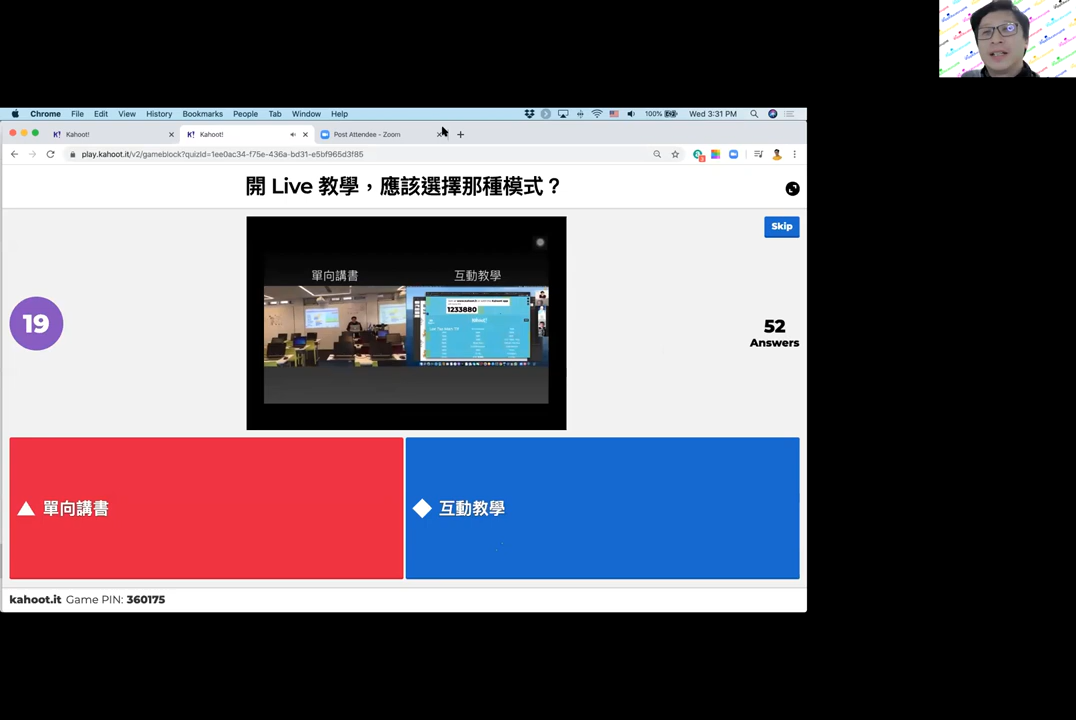 Chrome File Edit View History Bookmarks People Tab Window Help 100% Wed 3:31 PM
Kahoot! Kahoot! Post Attendee - Zoom
play.kahoot.it/v2/gameblock?quizId=1ee0ac34-f75e-436a-bd31-e5bf965d3f85
開 Live 教學，應該選擇那種模式？
Skip
單向講書 互動教學
1233880
19
52
Answers
單向講書
互動教學
kahoot.it Game PIN: 360175